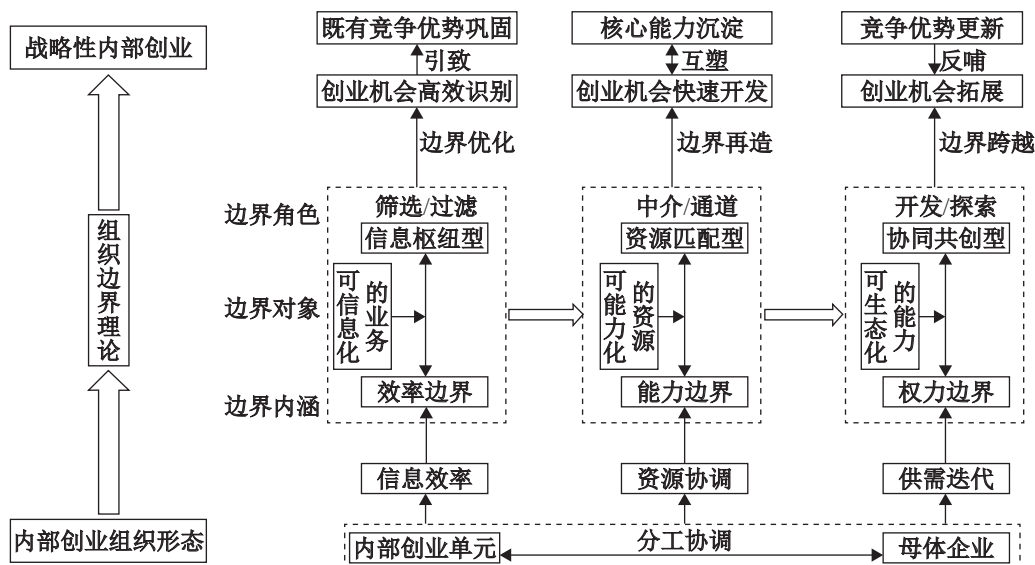 既有竞争优势巩固
核心能力沉淀
竞争优势更新
战略性内部创业
引致
互塑
反哺
创业机会高效识别
创业机会快速开发
创业机会拓展
边界优化
边界再造
边界跨越
边界角色
筛选/过滤
中介/通道
开发/探索
信息枢纽型
资源匹配型
协同共创型
组织边界理论
边界对象
可信息化
的业务
可能力化
的资源
可生态化
的能力
边界内涵
效率边界
能力边界
权力边界
信息效率
资源协调
供需迭代
内部创业组织形态
内部创业单元
分工协调
母体企业